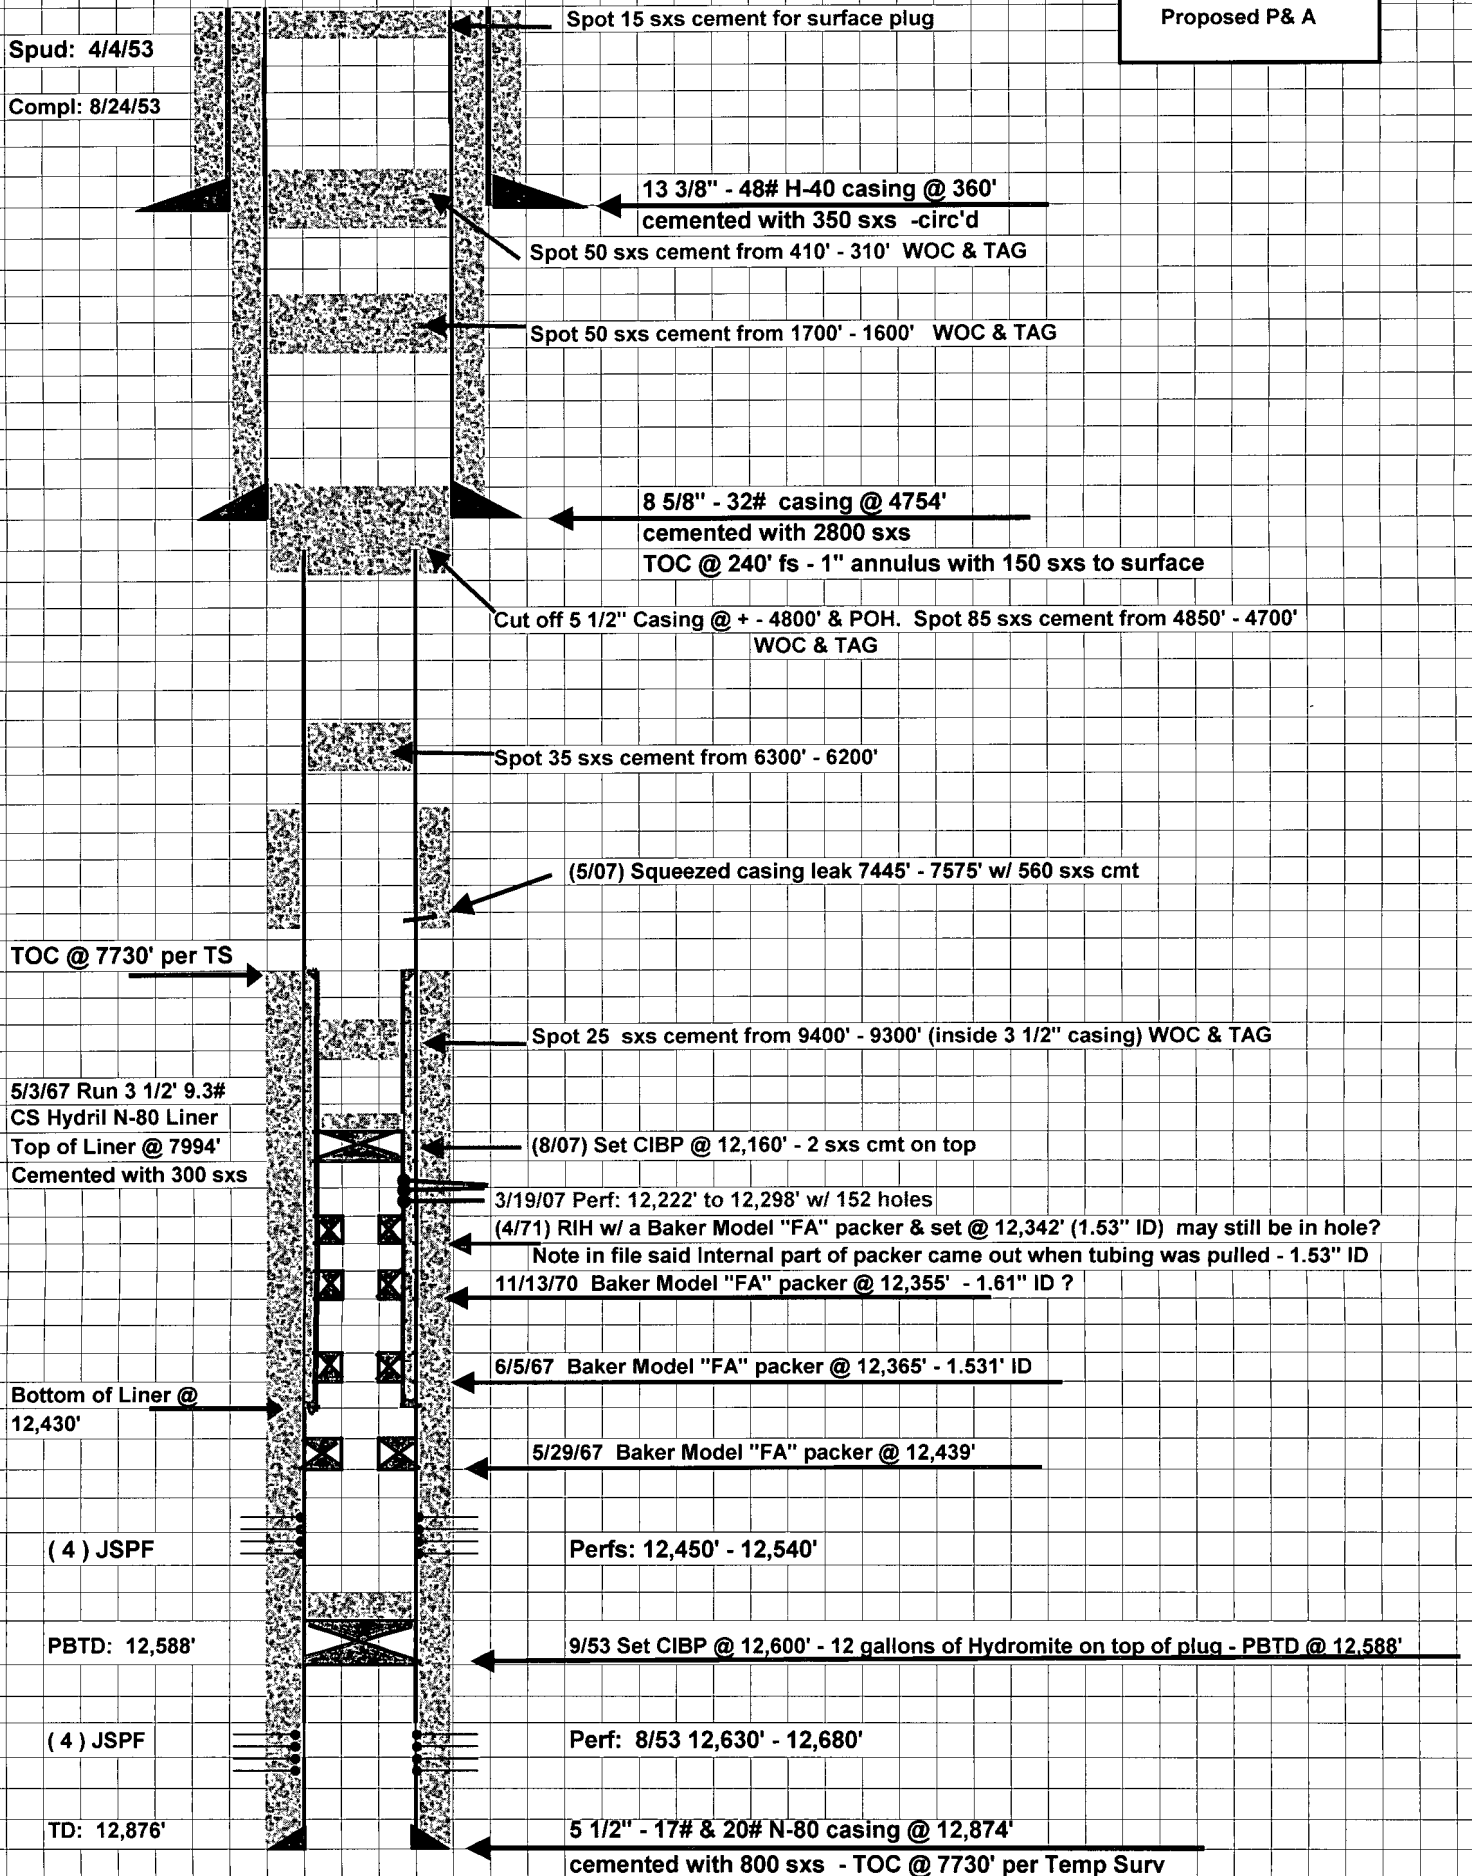 Spot 15 sxs cement for surface plug
Proposed P& A
Spud: 4/4/53
Compl: 8/24/53
13 3/8" - 48# H-40 casing @ 360'
cemented with 350 sxs -circ'd
Spot 50 sxs cement from 410' - 310' WOC & TAG
Spot 50 sxs cement from 1700' - 1600' WOC & TAG
8 5/8" - 32# casing @ 4754'
cemented with 2800 sxs
TOC @ 240' fs - 1" annulus with 150 sxs to surface
Cut off 5 1/2" Casing @ + - 4800' & POH. Spot 85 sxs cement from 4850' - 4700'
WOC & TAG
Spot 35 sxs cement from 6300' - 6200'
(5/07) Squeezed casing leak 7445' - 7575' w/ 560 sxs cmt
TOC @ 7730' per TS
Spot 25 sxs cement from 9400' - 9300' (inside 3 1/2" casing) WOC & TAG
5/3/67 Run 3 1/2' 9.3#
CS Hydril N-80 Liner
Top of Liner @ 7994'
Cemented with 300 sxs
(8/07) Set CIBP @ 12,160' - 2 sxs cmt on top
3/19/07 Perf: 12,222' to 12,298' w/ 152 holes
(4/71) RIH w/ a Baker Model "FA" packer & set @ 12,342' (1.53" ID) may still be in hole?
Note in file said Internal part of packer came out when tubing was pulled - 1.53" ID
11/13/70 Baker Model "FA" packer @ 12,355' - 1.61" ID ?
6/5/67 Baker Model "FA" packer @ 12,365' - 1.531' ID
Bottom of Liner @
12,430'
5/29/67 Baker Model "FA" packer @ 12,439'
( 4 ) JSPF
Perfs: 12,450' - 12,540'
PBTD: 12,588'
9/53 Set CIBP @ 12,600' - 12 gallons of Hydromite on top of plug - PBTD @ 12,588'
( 4 ) JSPF
Perf: 8/53 12,630' - 12,680'
TD: 12,876'
5 1/2" - 17# & 20# N-80 casing @ 12,874'
cemented with 800 sxs - TOC @ 7730' per Temp Surv